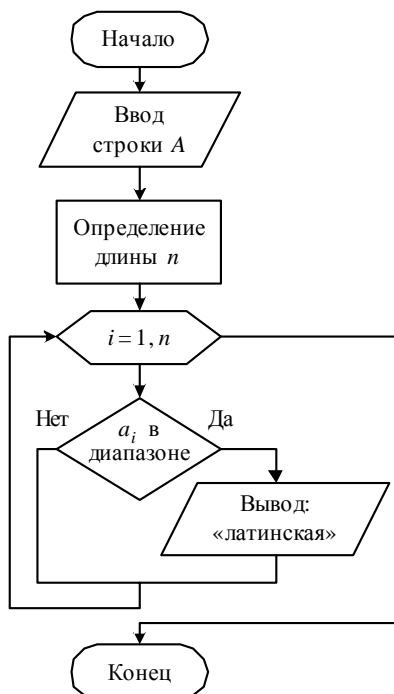 Начало
Ввод
строки A
Определение
длины n
i = 1, n
Нет
Да
a_i в
диапазоне
Вывод:
«латинская»
Конец